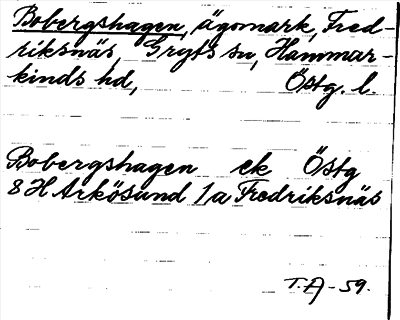 Bobergshagen, ägomark, Fred-
riksnäs, Gryts sn, Hammar-
kinds hd, Östg. l.
Bobergshagen ek Östg
8 H Arkösund 1a Fredriksnäs
T.A-59.